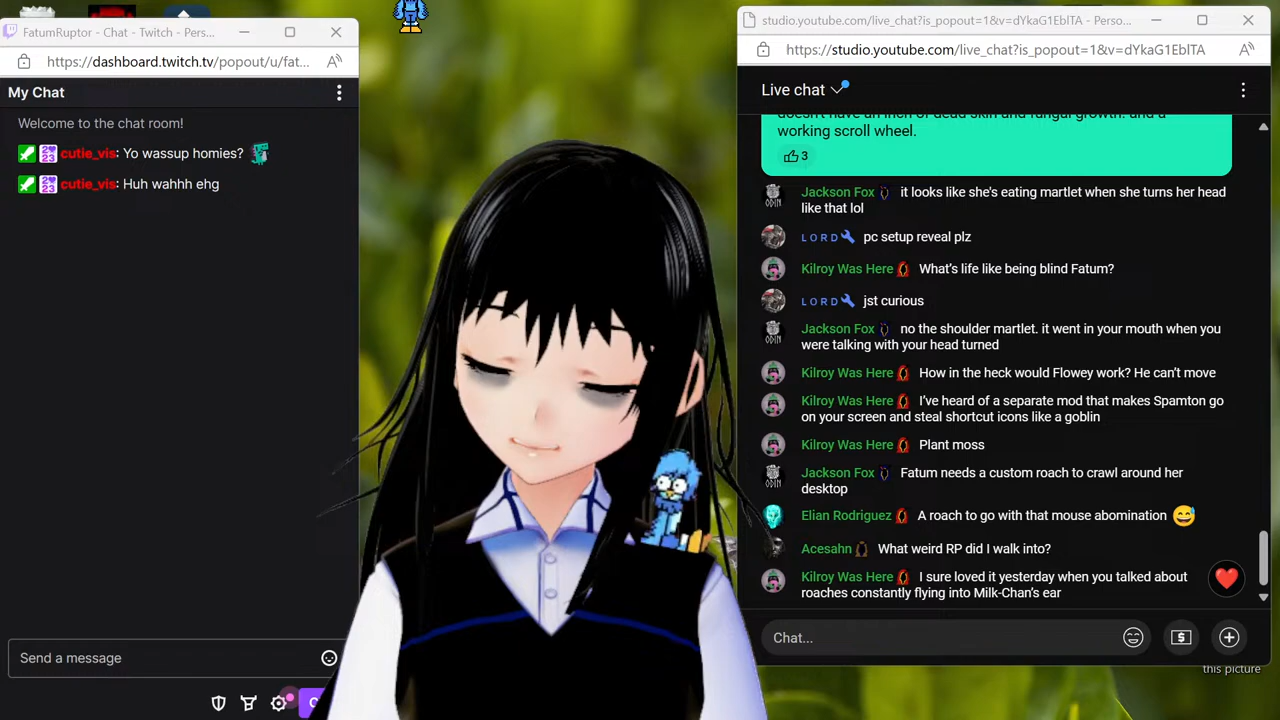 FatumRuptor - Chat - Twitch - Pers...
https://dashboard.twitch.tv/popout/u/fat...
My Chat
Welcome to the chat room!
cutie_vis: Yo wassup homies?
cutie_vis: Huh wahhh ehg
Send a message
studio.youtube.com/live_chat?is_popout=1&v=dYkaG1EblTA - Perso...
https://studio.youtube.com/live_chat?is_popout=1&v=dYkaG1EblTA
Live chat
doesn't have an inch of dead skin and fungal growth. and a
working scroll wheel.
3
Jackson Fox it looks like she's eating martlet when she turns her head
like that lol
L O R D pc setup reveal plz
Kilroy Was Here What's life like being blind Fatum?
L O R D jst curious
Jackson Fox no the shoulder martlet. it went in your mouth when you
were talking with your head turned
Kilroy Was Here How in the heck would Flowey work? He can't move
Kilroy Was Here I've heard of a separate mod that makes Spamton go
on your screen and steal shortcut icons like a goblin
Kilroy Was Here Plant moss
Jackson Fox Fatum needs a custom roach to crawl around her
desktop
Elian Rodriguez A roach to go with that mouse abomination
Acesahn What weird RP did I walk into?
Kilroy Was Here I sure loved it yesterday when you talked about
roaches constantly flying into Milk-Chan's ear
Chat...
this picture